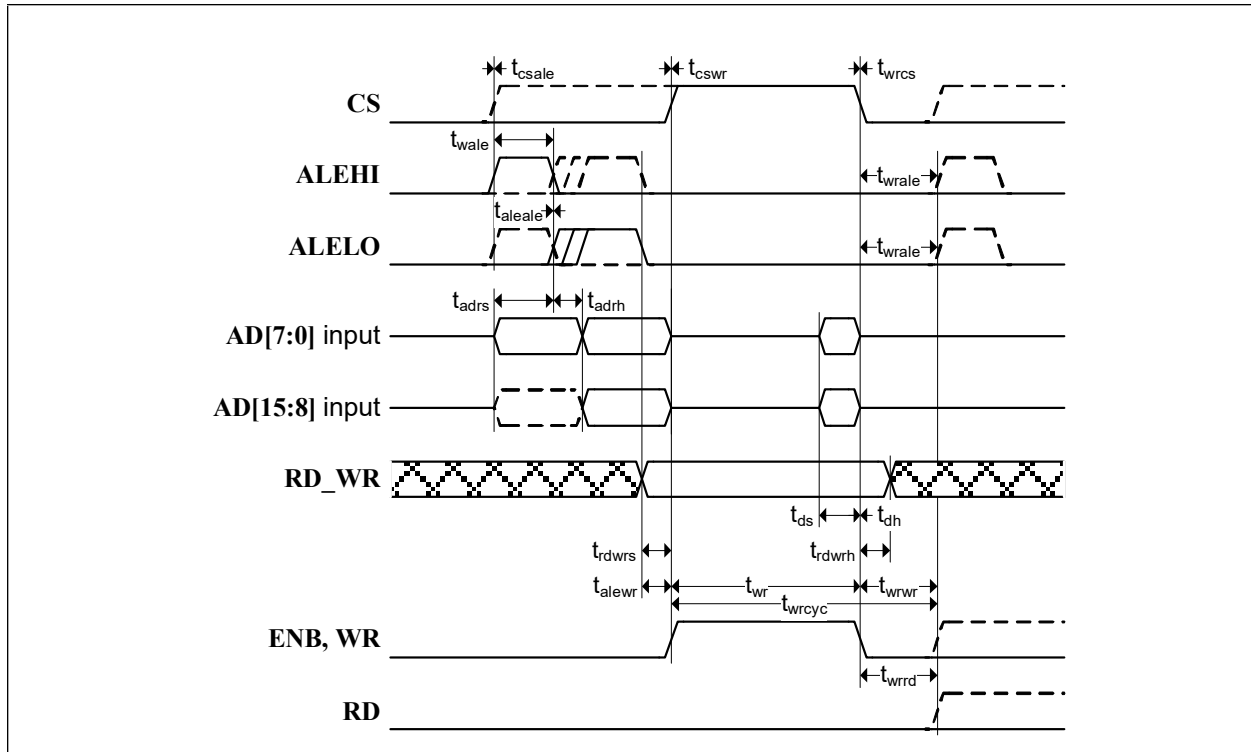 t_csale t_cswr t_wrcs
CS
t_wale
ALEHI t_wrale
t_aleale
ALELO t_wrale
t_adrs t_adrh
AD[7:0] input
AD[15:8] input
RD_WR
t_ds t_dh
t_rdwrs t_rdwrh
t_alewr t_wr t_wrwr
t_wrcyc
ENB, WR
t_wrrd
RD